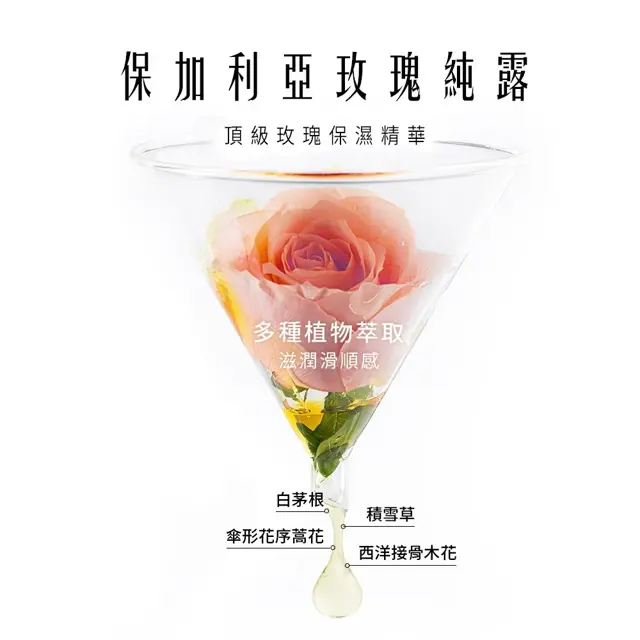 保加利亞玫瑰純露
頂級玫瑰保濕精華
多種植物萃取
滋潤滑順感
白茅根
積雪草
傘形花序蒿花
西洋接骨木花